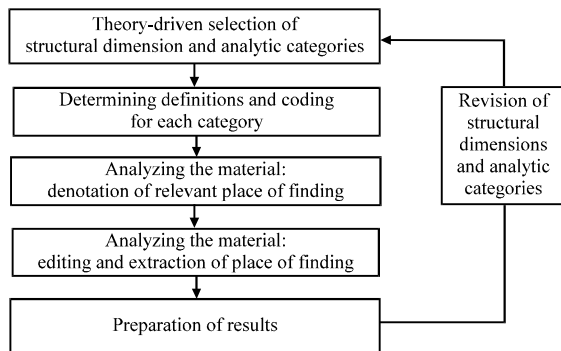 Theory-driven selection of
structural dimension and analytic categories
Determining definitions and coding
for each category
Analyzing the material:
denotation of relevant place of finding
Analyzing the material:
editing and extraction of place of finding
Preparation of results
Revision of
structural
dimensions
and analytic
categories